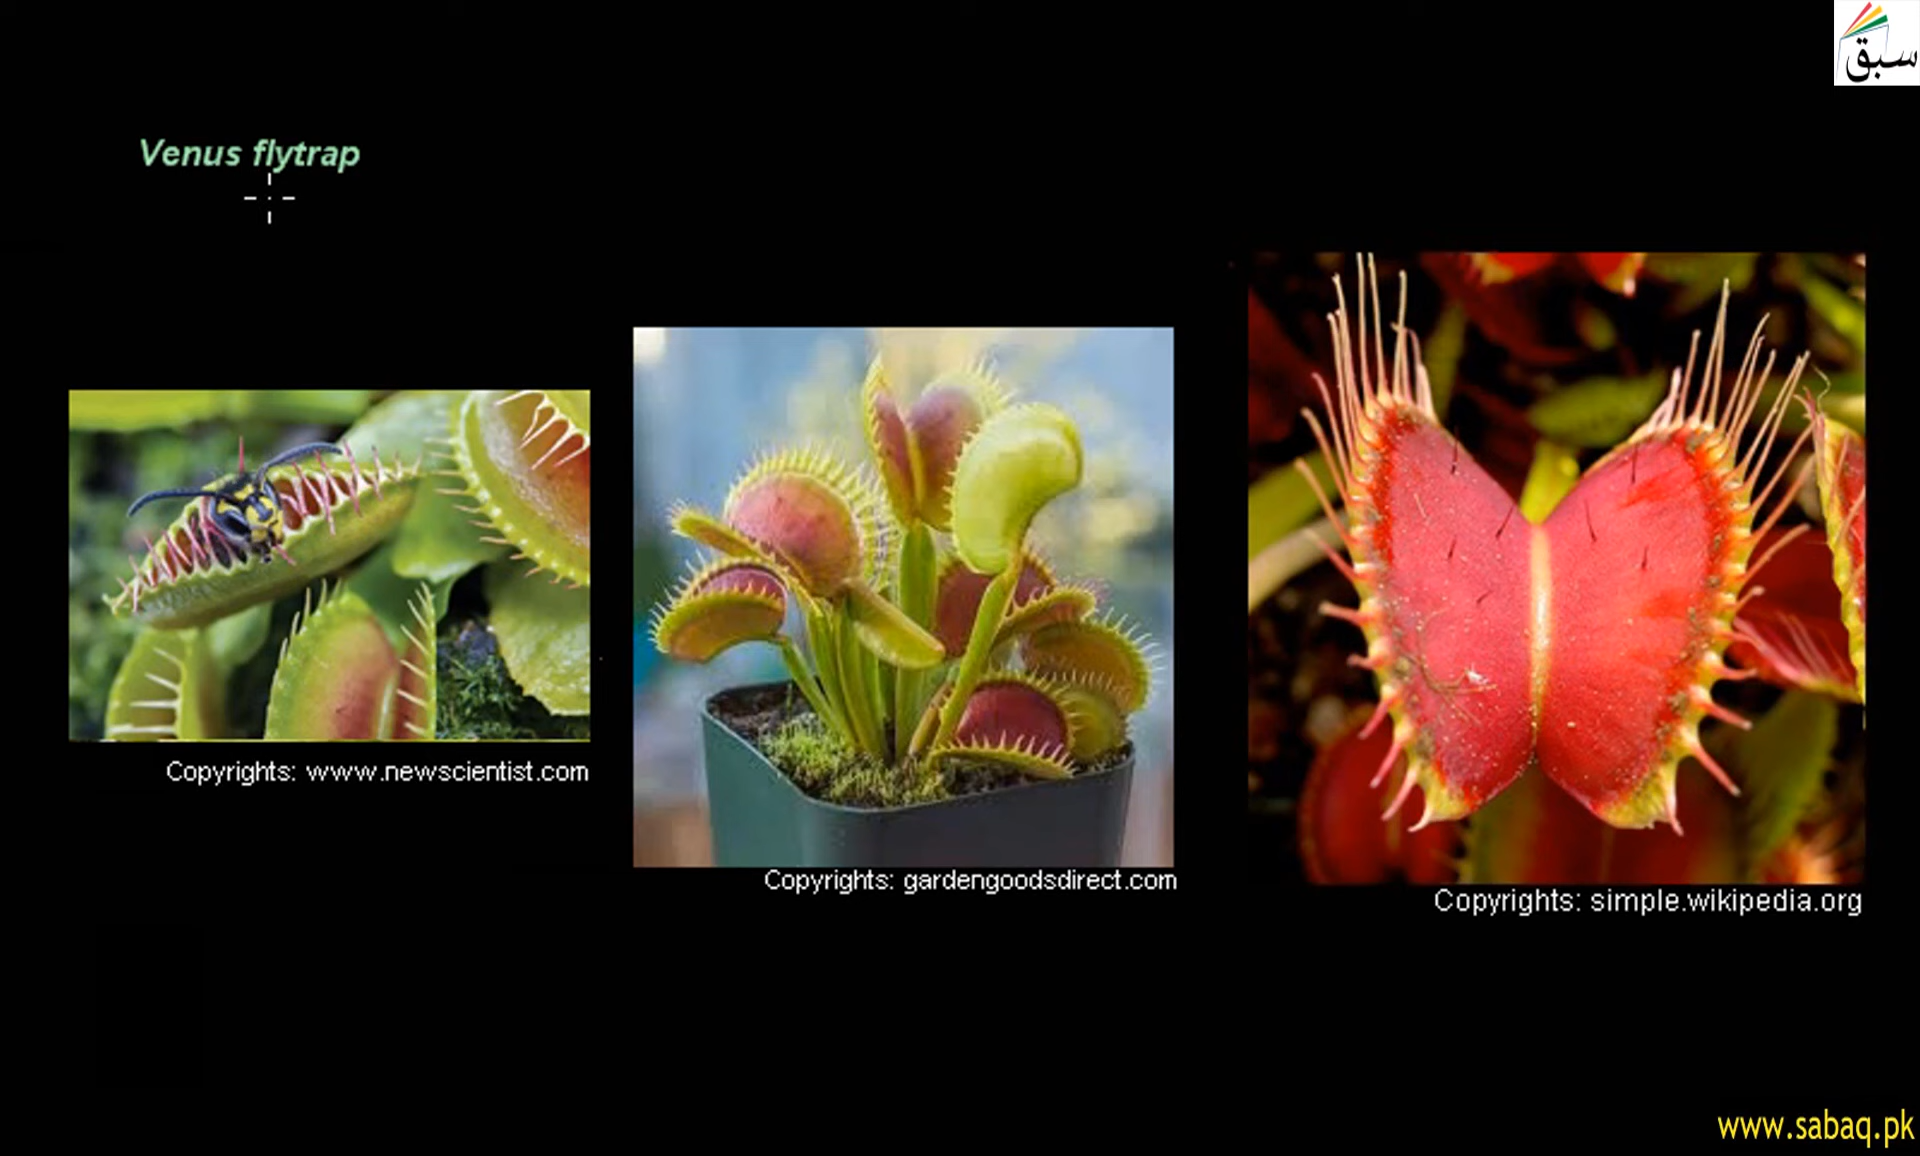 سبق
Venus flytrap
Copyrights: www.newscientist.com
Copyrights: gardengoodsdirect.com
Copyrights: simple.wikipedia.org
www.sabaq.pk